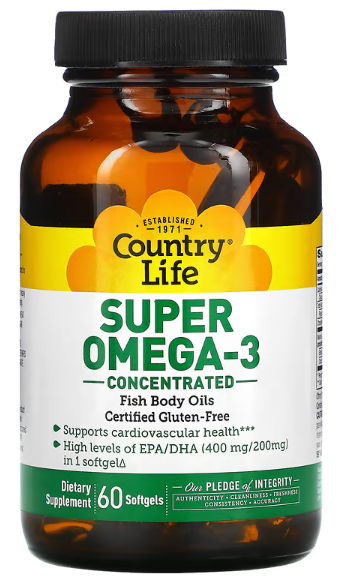 ESTABLISHED
1971
Country®
Life
SUPER
OMEGA-3
CONCENTRATED
Fish Body Oils
Certified Gluten-Free
Supports cardiovascular health***
High levels of EPA/DHA (400 mg/200mg)
in 1 softgelΔ
Dietary
Supplement
60 Softgels
Our PLEDGE of INTEGRITY
AUTHENTICITY • CLEANLINESS • FRESHNESS
CONSISTENCY • ACCURACY